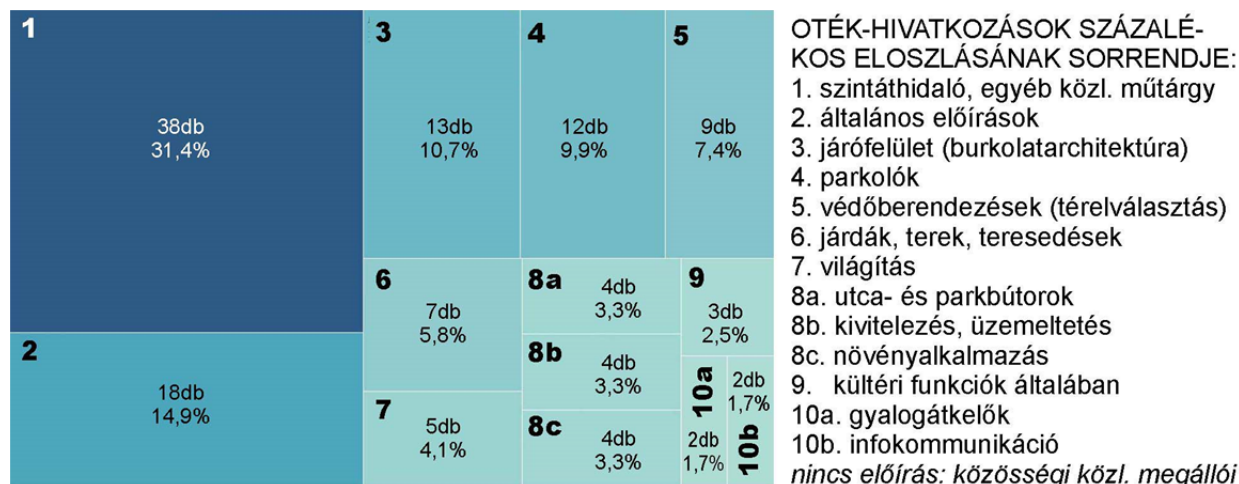 1
38db
31,4%
2
18db
14,9%
3
13db
10,7%
4
12db
9,9%
5
9db
7,4%
6
7db
5,8%
7
5db
4,1%
8a
4db
3,3%
8b
4db
3,3%
8c
4db
3,3%
9
3db
2,5%
10a
2db
1,7%
10b
2db
1,7%
OTÉK-HIVATKOZÁSOK SZÁZALÉ-
KOS ELOSZLÁSÁNAK SORRENDJE:
1. szintáthidaló, egyéb közl. műtárgy
2. általános előírások
3. járófelület (burkolatarchitektúra)
4. parkolók
5. védőberendezések (térelválasztás)
6. járdák, terek, teresedések
7. világítás
8a. utca- és parkbútorok
8b. kivitelezés, üzemeltetés
8c. növényalkalmazás
9. kültéri funkciók általában
10a. gyalogátkelők
10b. infokommunikáció
nincs előírás: közösségi közl. megállói